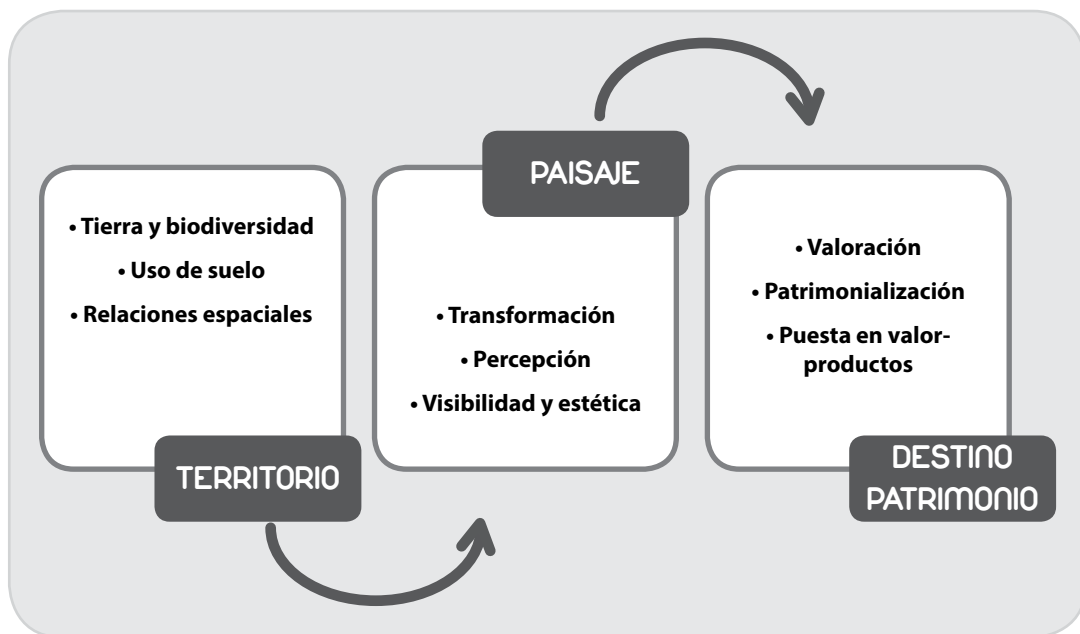 • Tierra y biodiversidad
• Uso de suelo
• Relaciones espaciales
TERRITORIO
PAISAJE
• Transformación
• Percepción
• Visibilidad y estética
• Valoración
• Patrimonialización
• Puesta en valor-
productos
DESTINO
PATRIMONIO